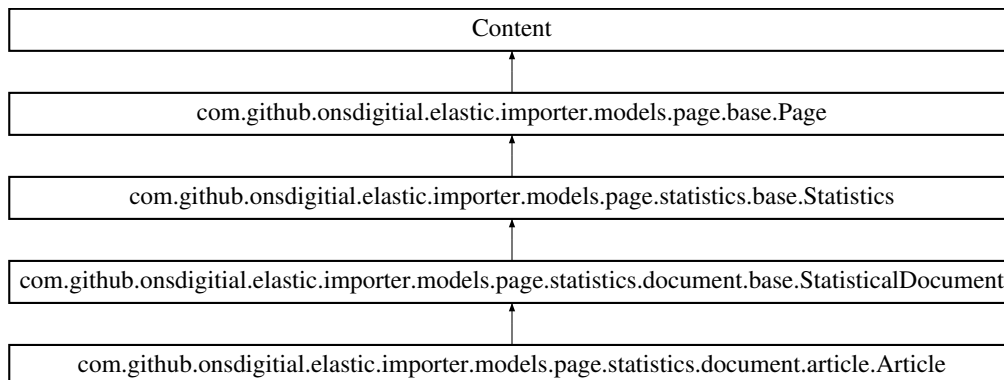 Content
com.github.onsdigitial.elastic.importer.models.page.base.Page
com.github.onsdigitial.elastic.importer.models.page.statistics.base.Statistics
com.github.onsdigitial.elastic.importer.models.page.statistics.document.base.StatisticalDocument
com.github.onsdigitial.elastic.importer.models.page.statistics.document.article.Article